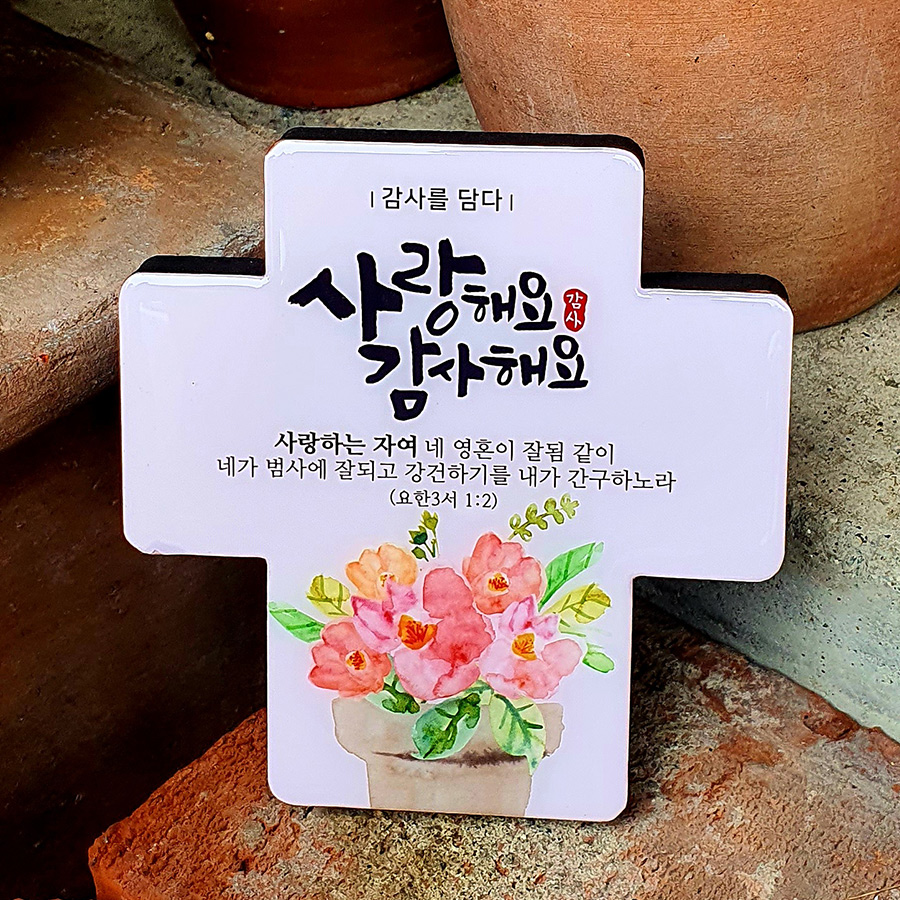 | 감사를 담다 |
사랑해요
감사
감사해요
사랑하는 자여 네 영혼이 잘됨 같이
네가 범사에 잘되고 강건하기를 내가 간구하노라
(요한3서 1:2)